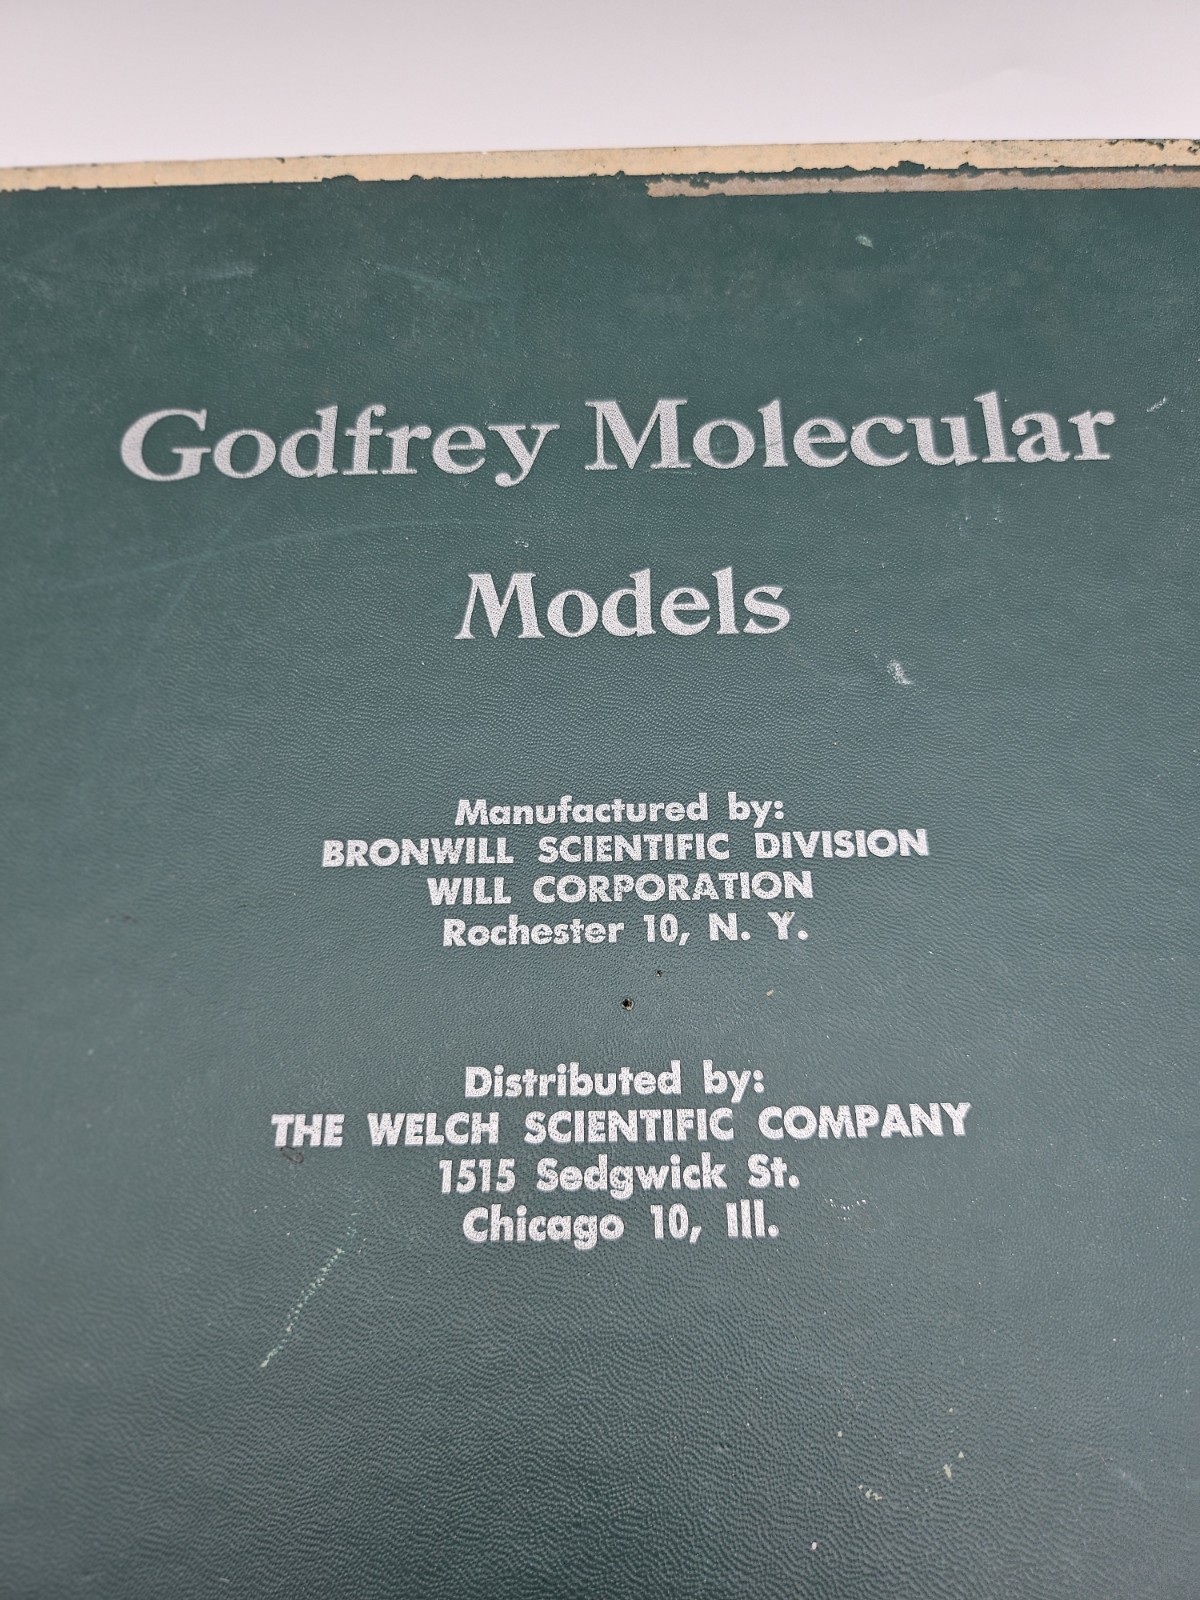 Godfrey Molecular
Models
Manufactured by:
BRONWILL SCIENTIFIC DIVISION
WILL CORPORATION
Rochester 10, N. Y.
Distributed by:
THE WELCH SCIENTIFIC COMPANY
1515 Sedgwick St.
Chicago 10, Ill.